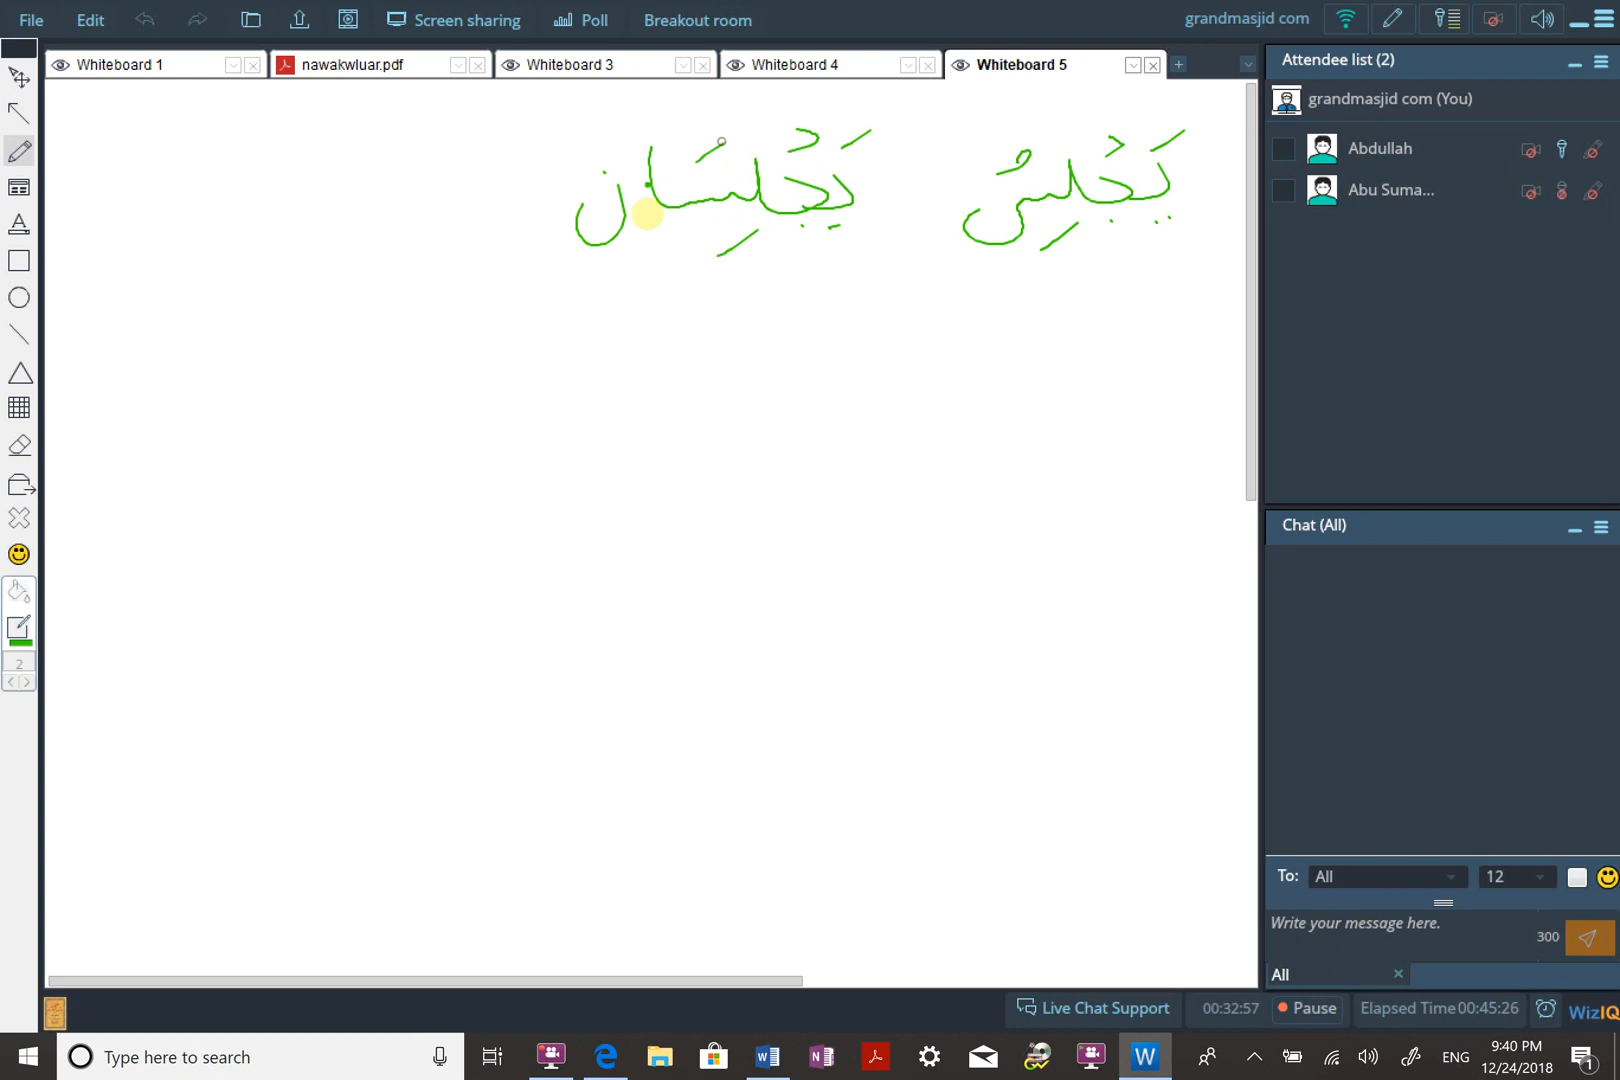 File Edit Screen sharing Poll Breakout room grandmasjid com
Whiteboard 1 nawakwluar.pdf Whiteboard 3 Whiteboard 4 Whiteboard 5
Attendee list (2)
grandmasjid com (You)
Abdullah
Abu Suma...
يَجْلِسُ يَجْلِسَان
2
Chat (All)
To: All 12
Write your message here.
300
All
Live Chat Support 00:32:57 Pause Elapsed Time 00:45:26 WizIQ
Type here to search
ENG 9:40 PM
12/24/2018
1